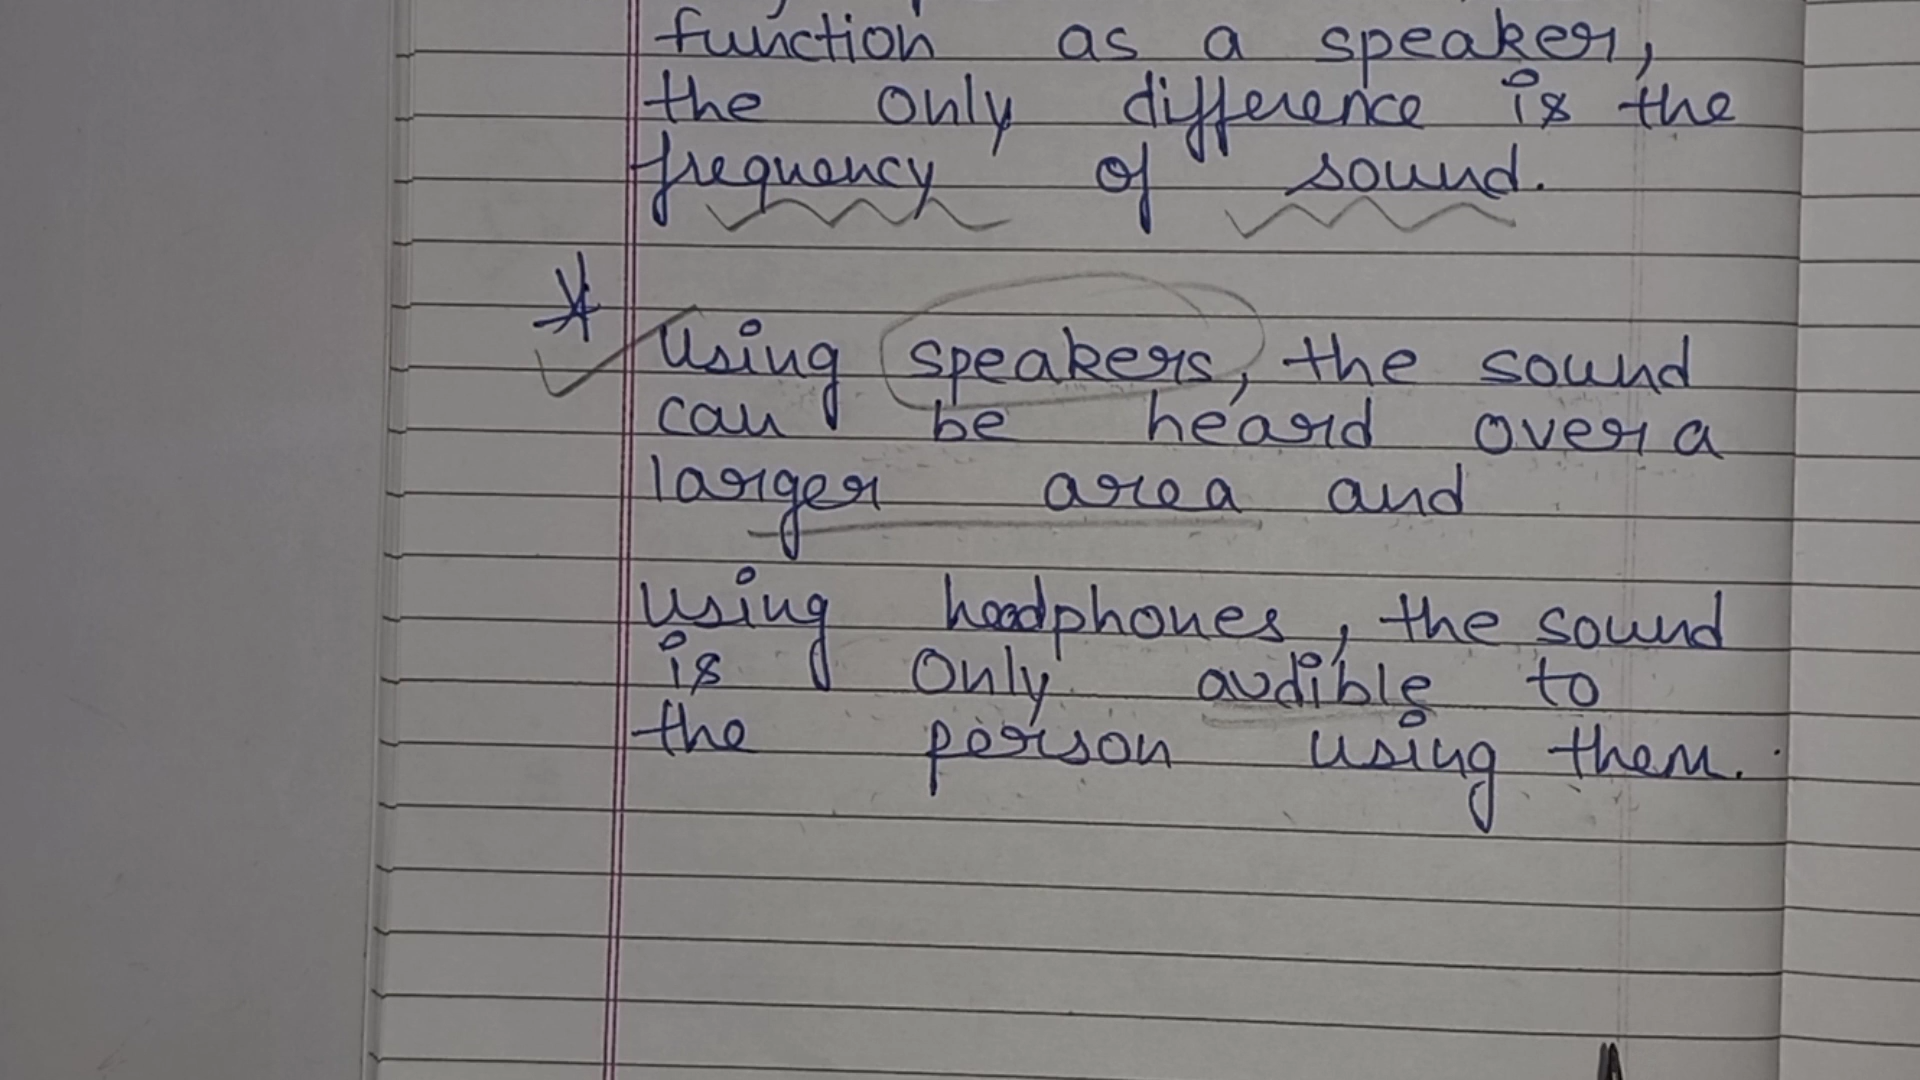 function as a speaker,
the only difference is the
frequency of sound.
* Using speakers, the sound
can be heard over a
larger area and
using headphones, the sound
is only audible to
the person using them.